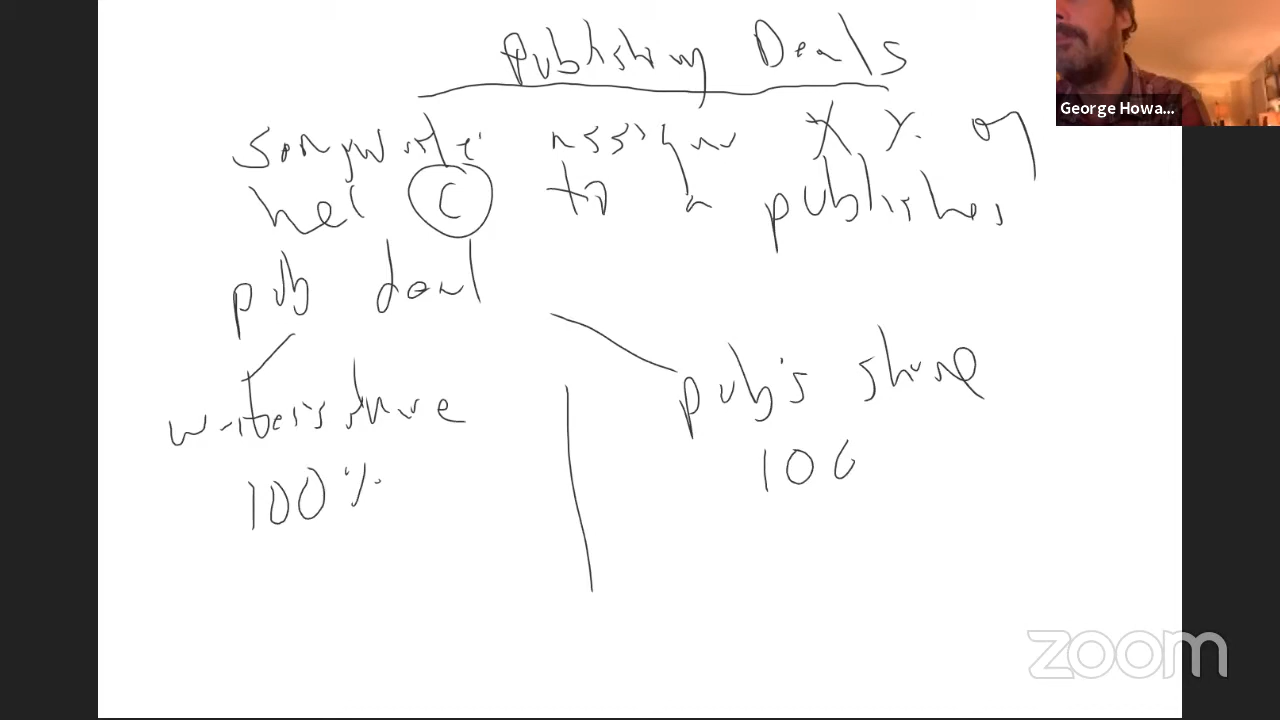 Publishing Deals
George Howa...
songwriter assigns X % of
her © to a publisher
pub deal
writer's share
pub's share
100%
100
zoom